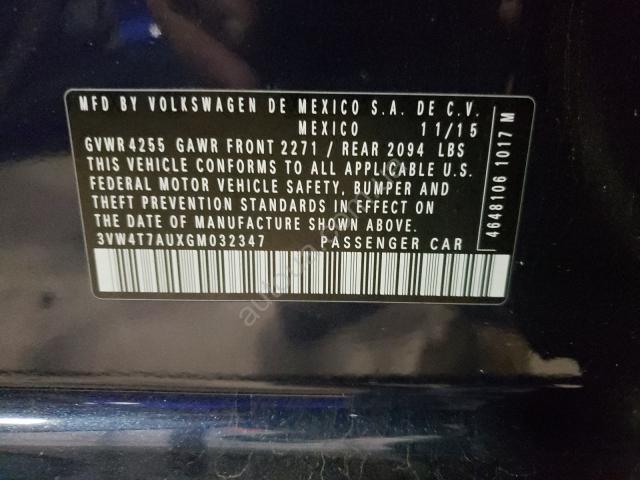 MFD BY VOLKSWAGEN DE MEXICO S.A. DE C.V.
MEXICO 11/15
GVWR 4255 GAWR FRONT 2271 / REAR 2094 LBS
THIS VEHICLE CONFORMS TO ALL APPLICABLE U.S.
FEDERAL MOTOR VEHICLE SAFETY, BUMPER AND
THEFT PREVENTION STANDARDS IN EFFECT ON
THE DATE OF MANUFACTURE SHOWN ABOVE.
3VW4T7AUXGM032347 PASSENGER CAR
4648106 1017 M